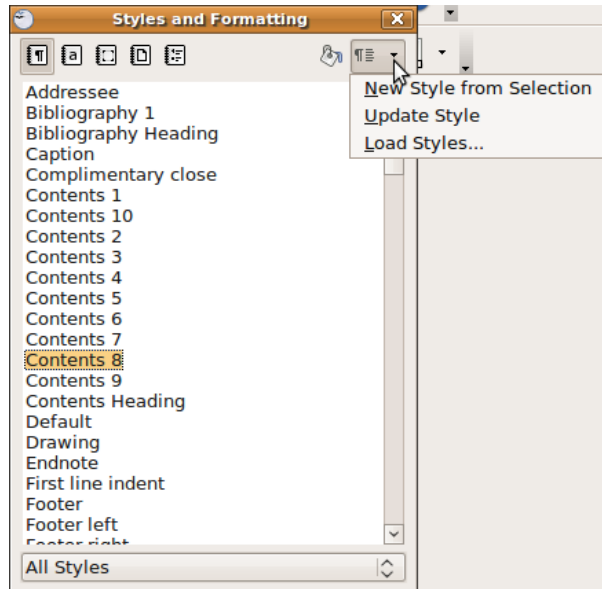 Styles and Formatting
New Style from Selection
Update Style
Load Styles...
Addressee
Bibliography 1
Bibliography Heading
Caption
Complimentary close
Contents 1
Contents 10
Contents 2
Contents 3
Contents 4
Contents 5
Contents 6
Contents 7
Contents 8
Contents 9
Contents Heading
Default
Drawing
Endnote
First line indent
Footer
Footer left
Footer right
All Styles